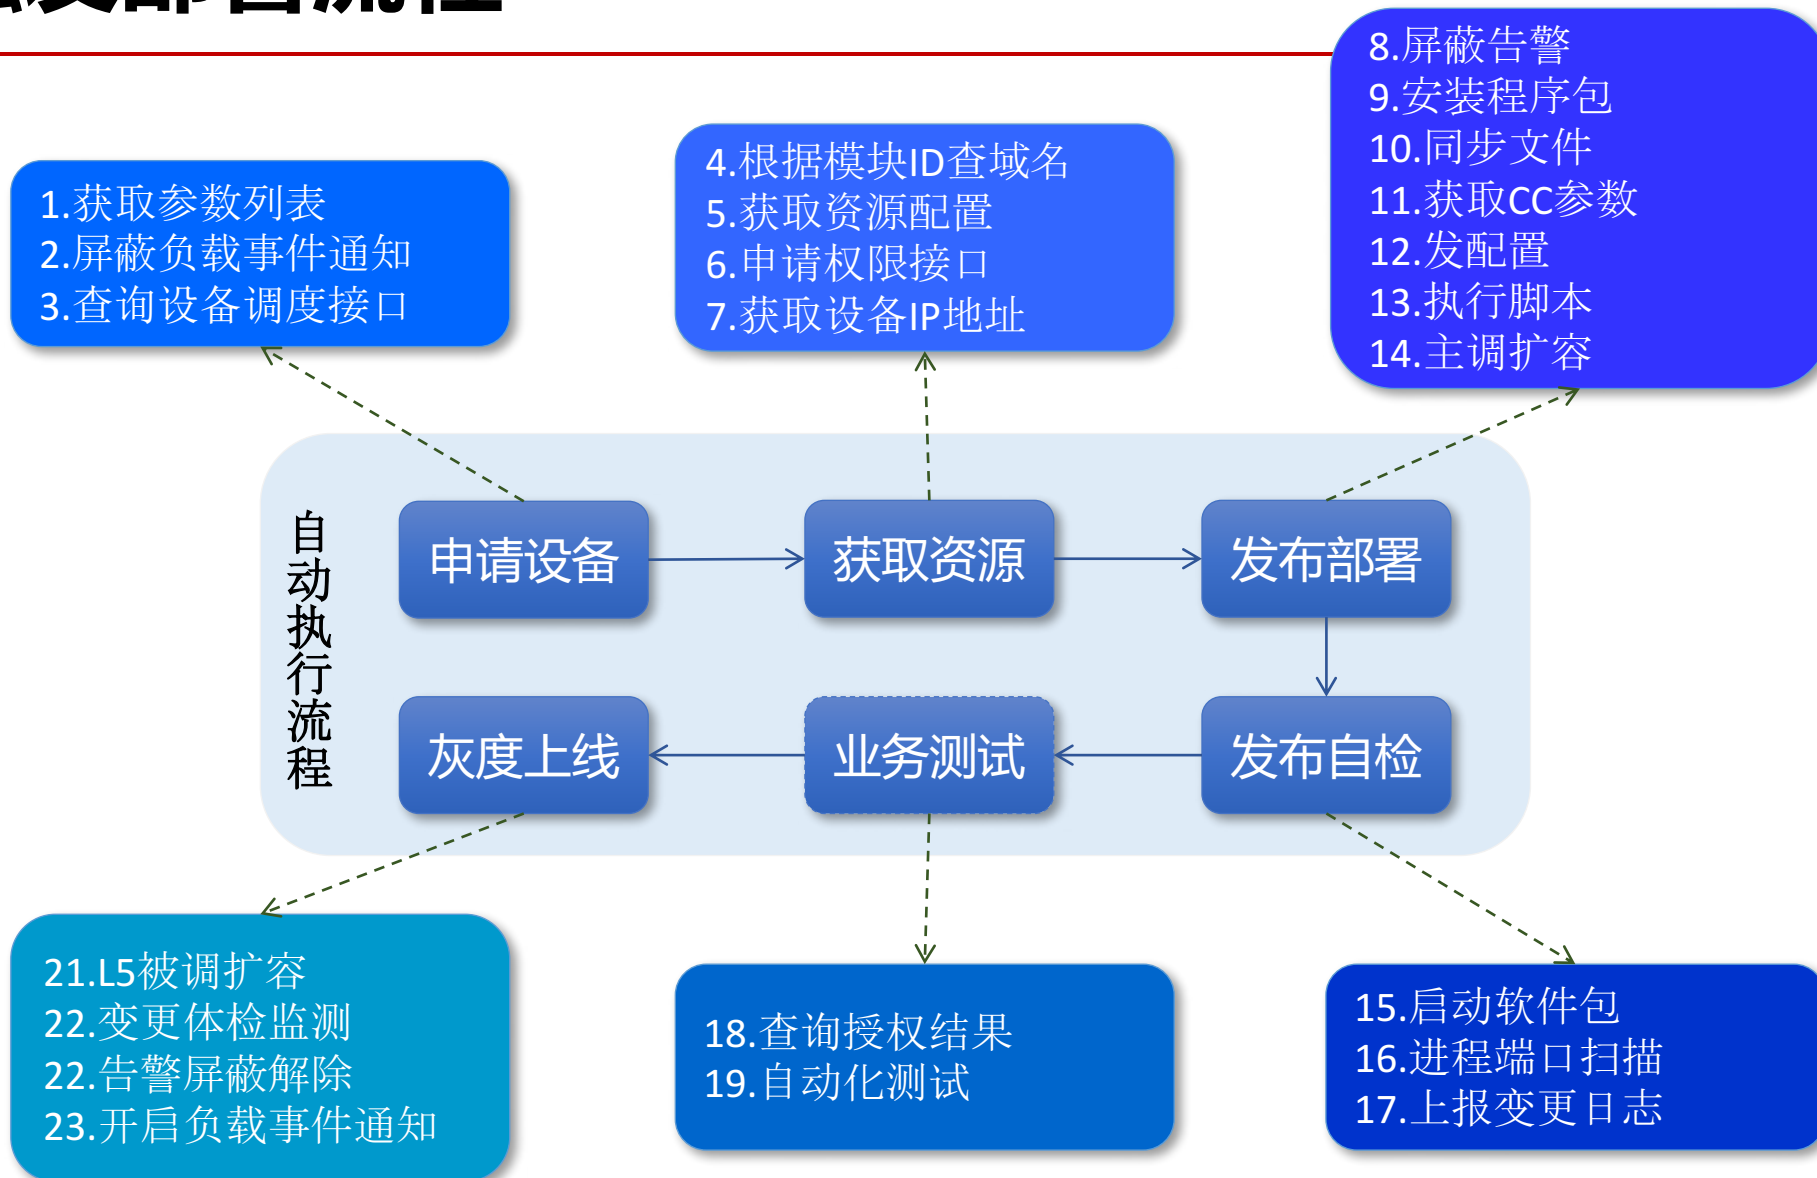 部署流程
1.获取参数列表
2.屏蔽负载事件通知
3.查询设备调度接口
4.根据模块ID查域名
5.获取资源配置
6.申请权限接口
7.获取设备IP地址
8.屏蔽告警
9.安装程序包
10.同步文件
11.获取CC参数
12.发配置
13.执行脚本
14.主调扩容
自动执行流程
申请设备
获取资源
发布部署
灰度上线
业务测试
发布自检
21.L5被调扩容
22.变更体检监测
22.告警屏蔽解除
23.开启负载事件通知
18.查询授权结果
19.自动化测试
15.启动软件包
16.进程端口扫描
17.上报变更日志